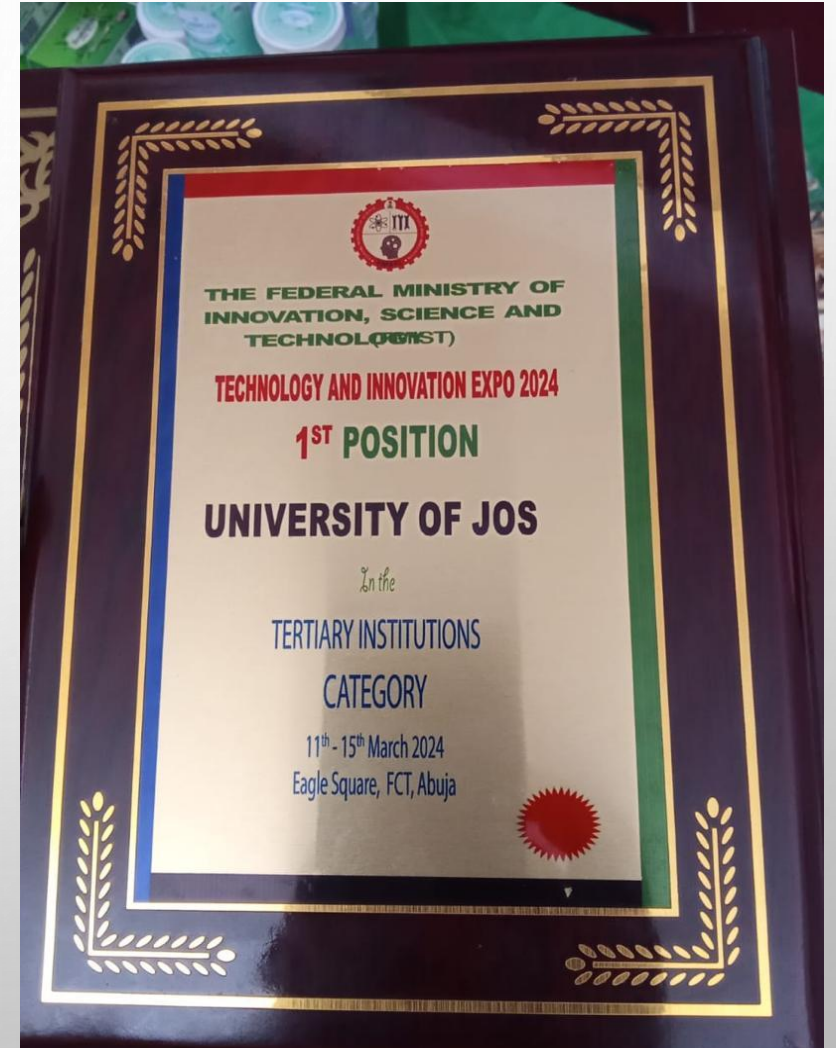 THE FEDERAL MINISTRY OF
INNOVATION, SCIENCE AND
TECHNOLOGY
TECHNOLOGY AND INNOVATION EXPO 2024
1ST POSITION
UNIVERSITY OF JOS
In the
TERTIARY INSTITUTIONS
CATEGORY
11th - 15th March 2024
Eagle Square, FCT, Abuja